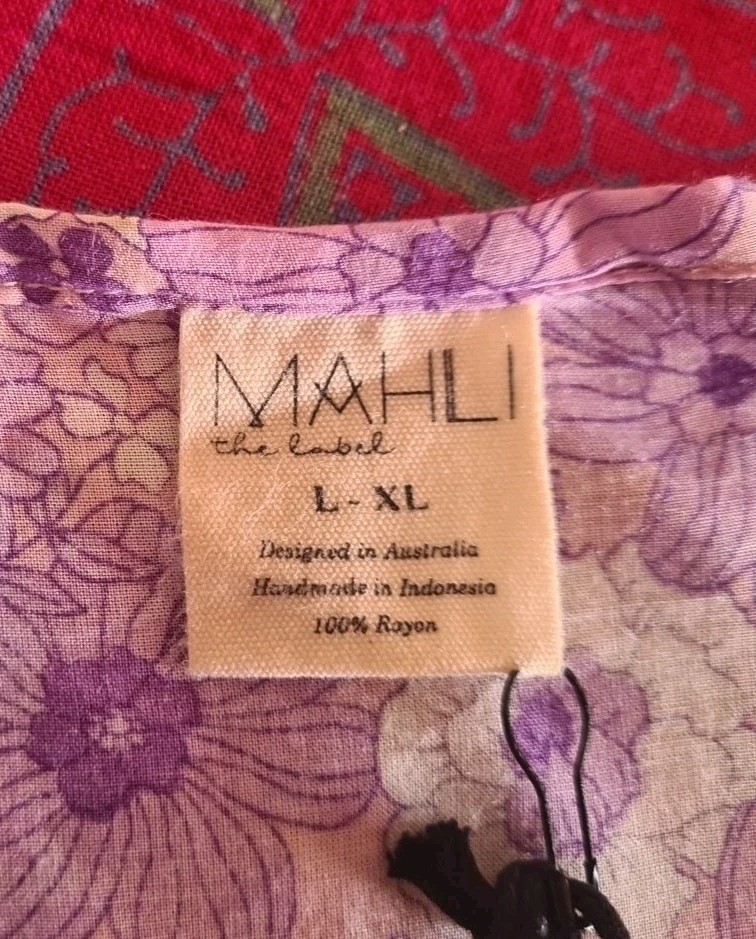 MAHLI
the label
L - XL
Designed in Australia
Handmade in Indonesia
100% Rayon